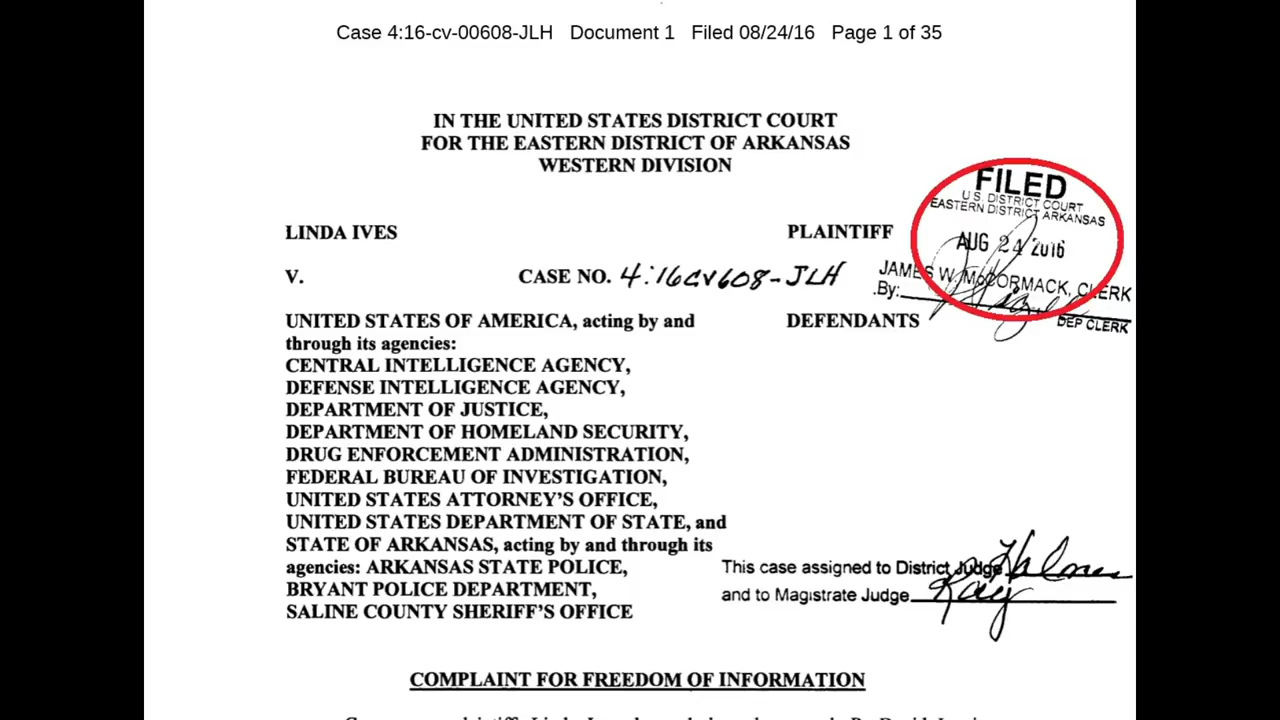 Case 4:16-cv-00608-JLH Document 1 Filed 08/24/16 Page 1 of 35
IN THE UNITED STATES DISTRICT COURT
FOR THE EASTERN DISTRICT OF ARKANSAS
WESTERN DIVISION
FILED
U.S. DISTRICT COURT
EASTERN DISTRICT ARKANSAS
AUG 24 2016
JAMES W. McCORMACK, CLERK
By:
DEP CLERK
LINDA IVES PLAINTIFF
V. CASE NO. 4:16cv608-JLH
UNITED STATES OF AMERICA, acting by and DEFENDANTS
through its agencies:
CENTRAL INTELLIGENCE AGENCY,
DEFENSE INTELLIGENCE AGENCY,
DEPARTMENT OF JUSTICE,
DEPARTMENT OF HOMELAND SECURITY,
DRUG ENFORCEMENT ADMINISTRATION,
FEDERAL BUREAU OF INVESTIGATION,
UNITED STATES ATTORNEY'S OFFICE,
UNITED STATES DEPARTMENT OF STATE, and
STATE OF ARKANSAS, acting by and through its
agencies: ARKANSAS STATE POLICE,
BRYANT POLICE DEPARTMENT,
SALINE COUNTY SHERIFF'S OFFICE
This case assigned to District Judge Holmes
and to Magistrate Judge Ray
COMPLAINT FOR FREEDOM OF INFORMATION